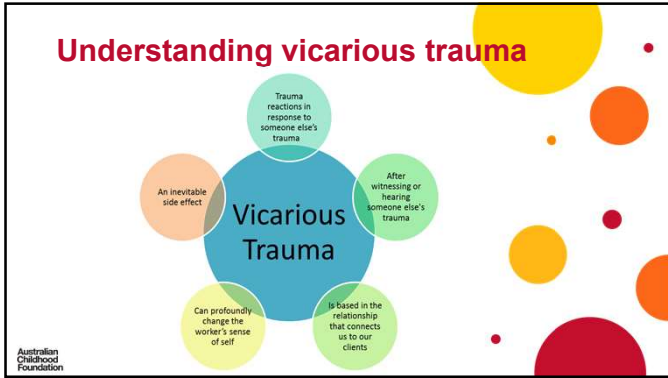 Understanding vicarious trauma
Trauma
reactions in
response to
someone else's
trauma
An inevitable
side effect
After
witnessing or
hearing
someone else's
trauma
Vicarious
Trauma
Can profoundly
change the
worker's sense
of self
Is based in the
relationship
that connects
us to our
clients
Australian
Childhood
Foundation